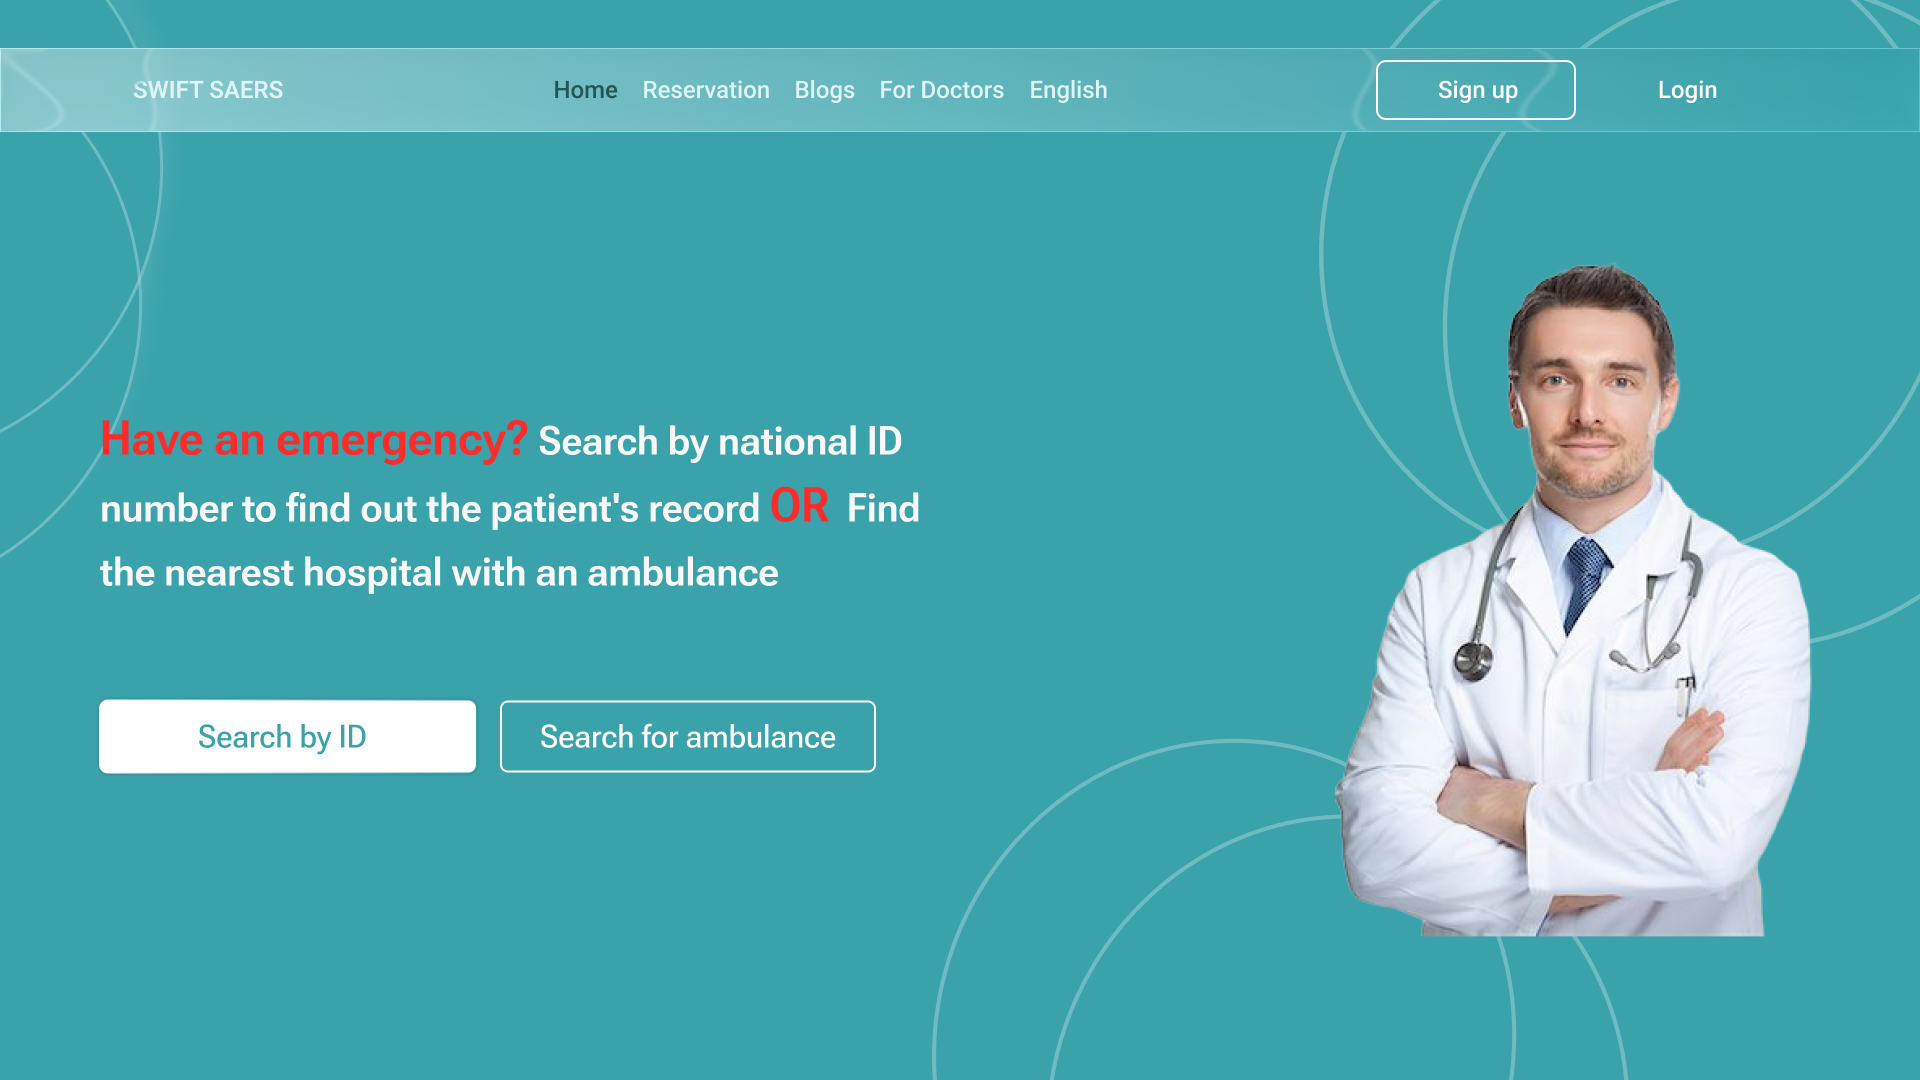 SWIFT SAERS
Home Reservation Blogs For Doctors English
Sign up
Login
Have an emergency? Search by national ID
number to find out the patient's record OR Find
the nearest hospital with an ambulance
Search by ID
Search for ambulance